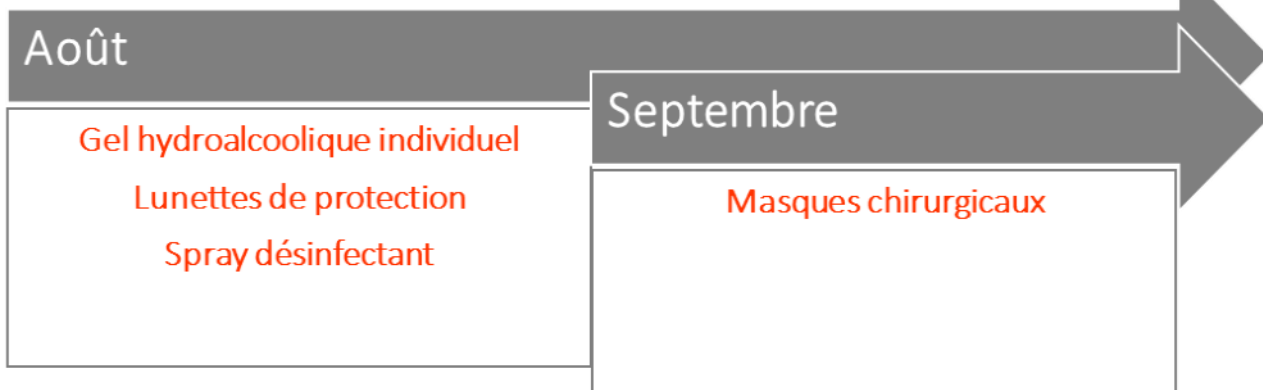 Août
Gel hydroalcoolique individuel
Lunettes de protection
Spray désinfectant
Septembre
Masques chirurgicaux